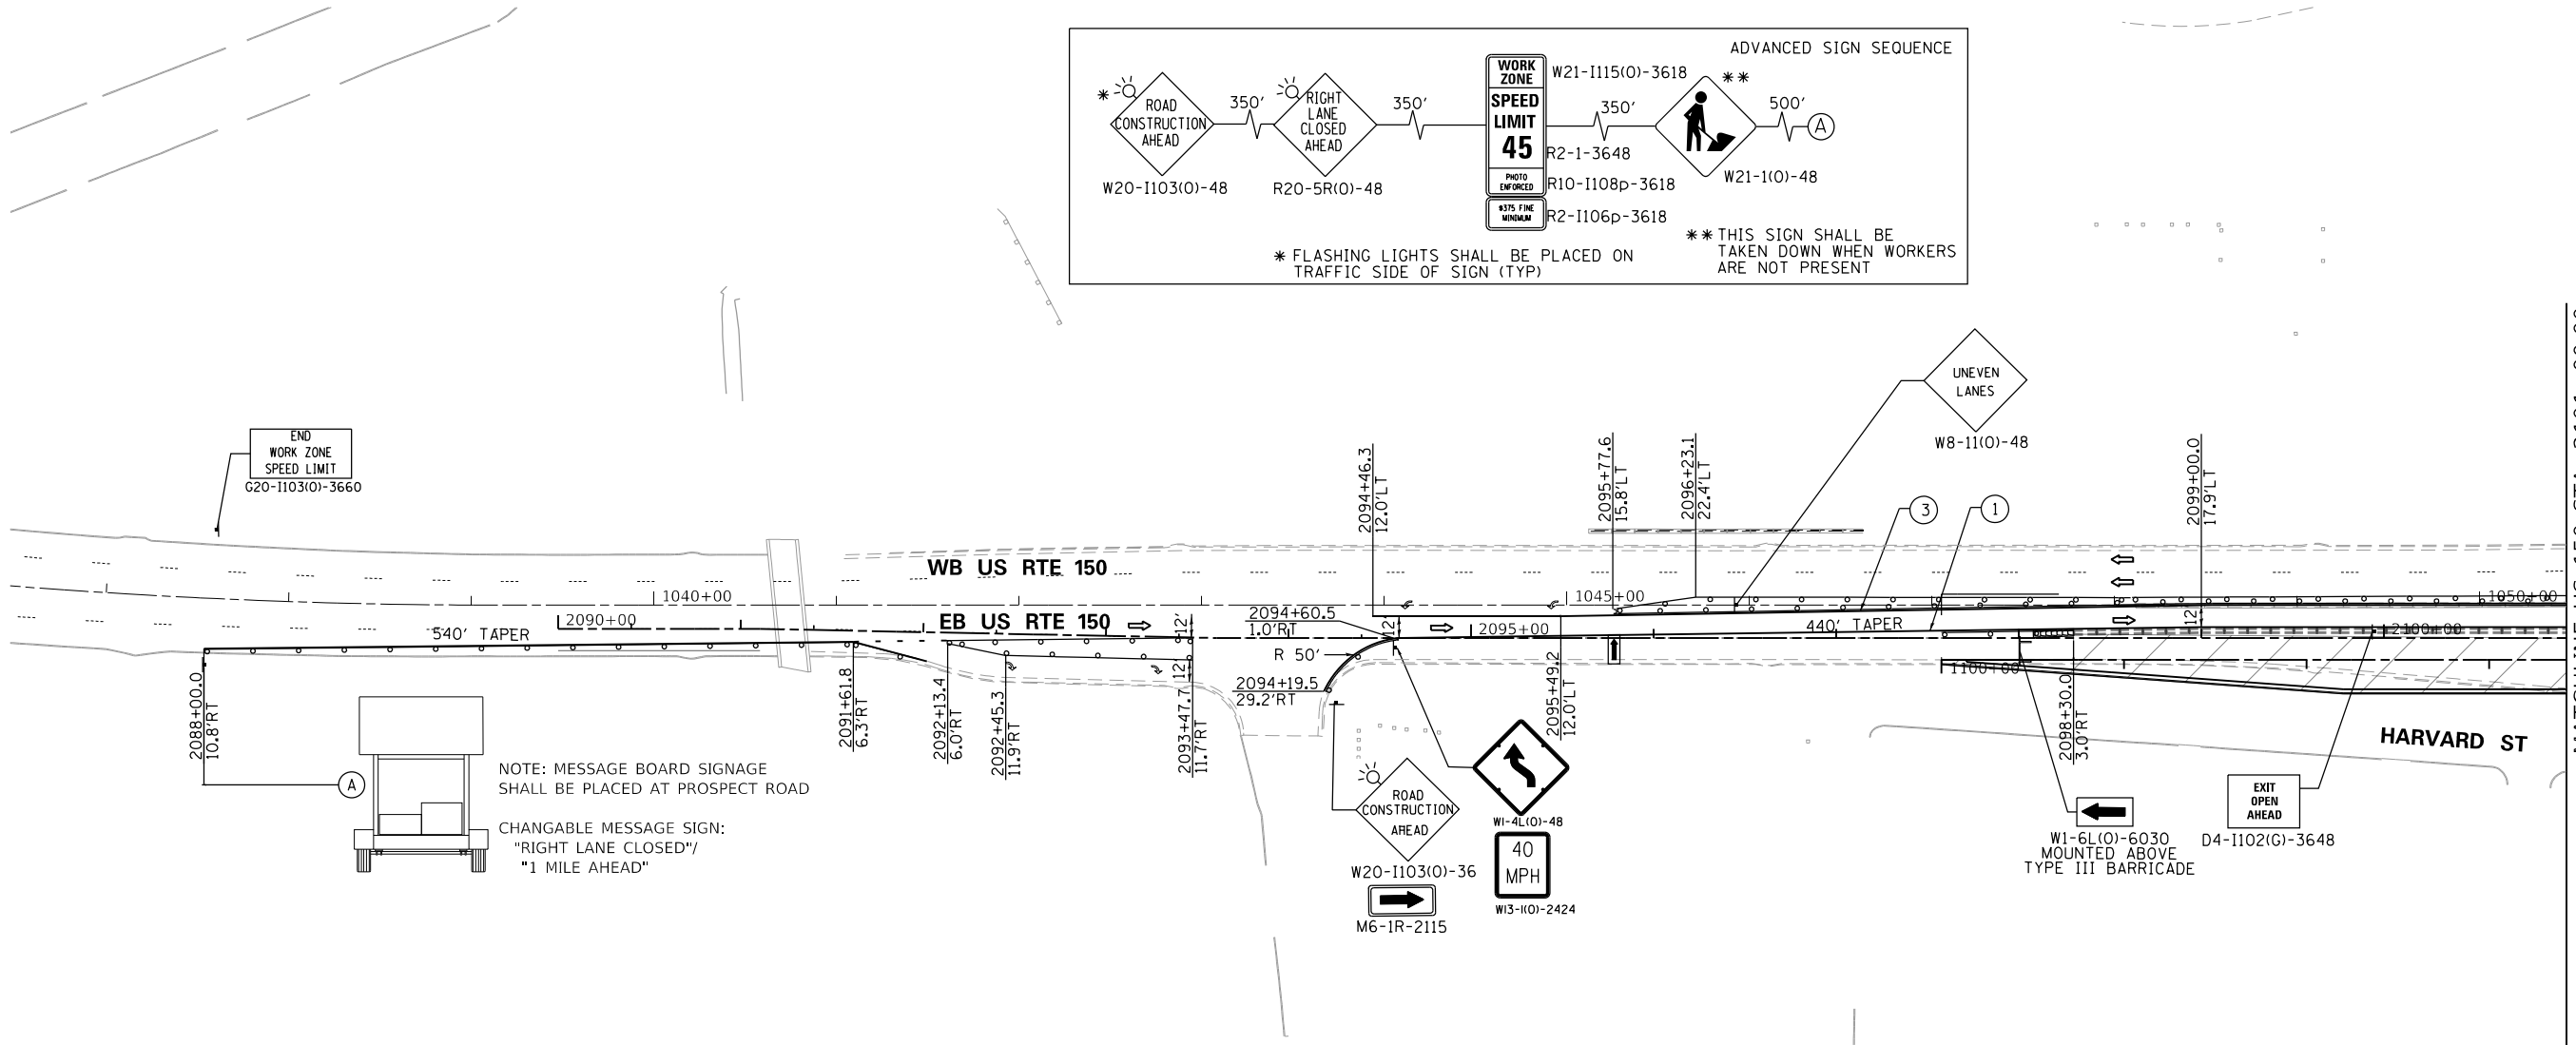 ADVANCED SIGN SEQUENCE
*
ROAD
CONSTRUCTION
AHEAD
W20-I103(O)-48
350'
RIGHT
LANE
CLOSED
AHEAD
R20-5R(O)-48
350'
WORK
ZONE
SPEED
LIMIT
45
PHOTO
ENFORCED
$375 FINE
MINIMUM
W21-I115(O)-3618
R2-1-3648
R10-I108p-3618
R2-I106p-3618
350'
**
W21-1(O)-48
500'
A
* FLASHING LIGHTS SHALL BE PLACED ON
TRAFFIC SIDE OF SIGN (TYP)
** THIS SIGN SHALL BE
TAKEN DOWN WHEN WORKERS
ARE NOT PRESENT
END
WORK ZONE
SPEED LIMIT
G20-I103(O)-3660
UNEVEN
LANES
W8-11(O)-48
2094+46.3
12.0'LT
2095+77.6
15.8'LT
2096+23.1
22.4'LT
2099+00.0
17.9'LT
3
1
WB US RTE 150
1040+00
1045+00
1050+00
2090+00
EB US RTE 150
540' TAPER
12'
12'
2094+60.5
1.0'RT
12'
2095+00
440' TAPER
12'
2100+00
R 50'
1100+00
2094+19.5
29.2'RT
2088+00.0
10.8'RT
2091+61.8
6.3'RT
2092+13.4
6.0'RT
2092+45.3
11.9'RT
2093+47.7
11.7'RT
2095+49.2
12.0'LT
2098+30.0
3.0'RT
HARVARD ST
A
NOTE: MESSAGE BOARD SIGNAGE
SHALL BE PLACED AT PROSPECT ROAD
CHANGABLE MESSAGE SIGN:
"RIGHT LANE CLOSED"/
"1 MILE AHEAD"
ROAD
CONSTRUCTION
AHEAD
W20-I103(O)-36
M6-1R-2115
W1-4L(O)-48
40
MPH
W13-1(O)-2424
W1-6L(O)-6030
MOUNTED ABOVE
TYPE III BARRICADE
EXIT
OPEN
AHEAD
D4-I102(G)-3648